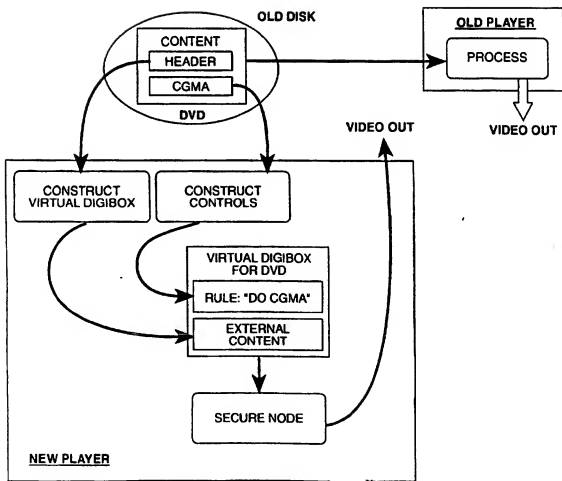 OLD DISK
CONTENT
HEADER
CGMA
DVD
OLD PLAYER
PROCESS
VIDEO OUT
VIDEO OUT
CONSTRUCT
VIRTUAL DIGIBOX
CONSTRUCT
CONTROLS
VIRTUAL DIGIBOX
FOR DVD
RULE: "DO CGMA"
EXTERNAL
CONTENT
SECURE NODE
NEW PLAYER